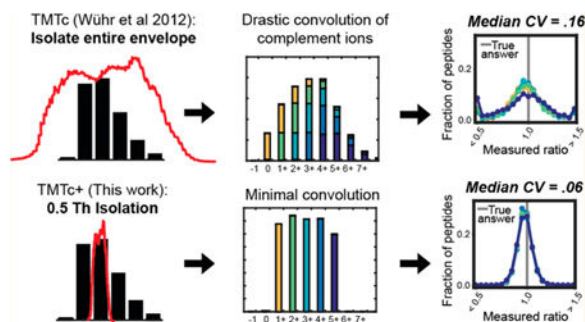 TMTc (Wühr et al 2012):
Isolate entire envelope
Drastic convolution of
complement ions
-1 0 1+ 2+ 3+ 4+ 5+ 6+ 7+
Median CV = .16
Fraction of peptides
0.2
0.0
True
answer
< 0.5 1.0 > 1.5
Measured ratio
TMTc+ (This work):
0.5 Th Isolation
Minimal convolution
-1 0 1+ 2+ 3+ 4+ 5+ 6+ 7+
Median CV = .06
Fraction of peptides
0.2
0.0
True
answer
< 0.5 1.0 > 1.5
Measured ratio